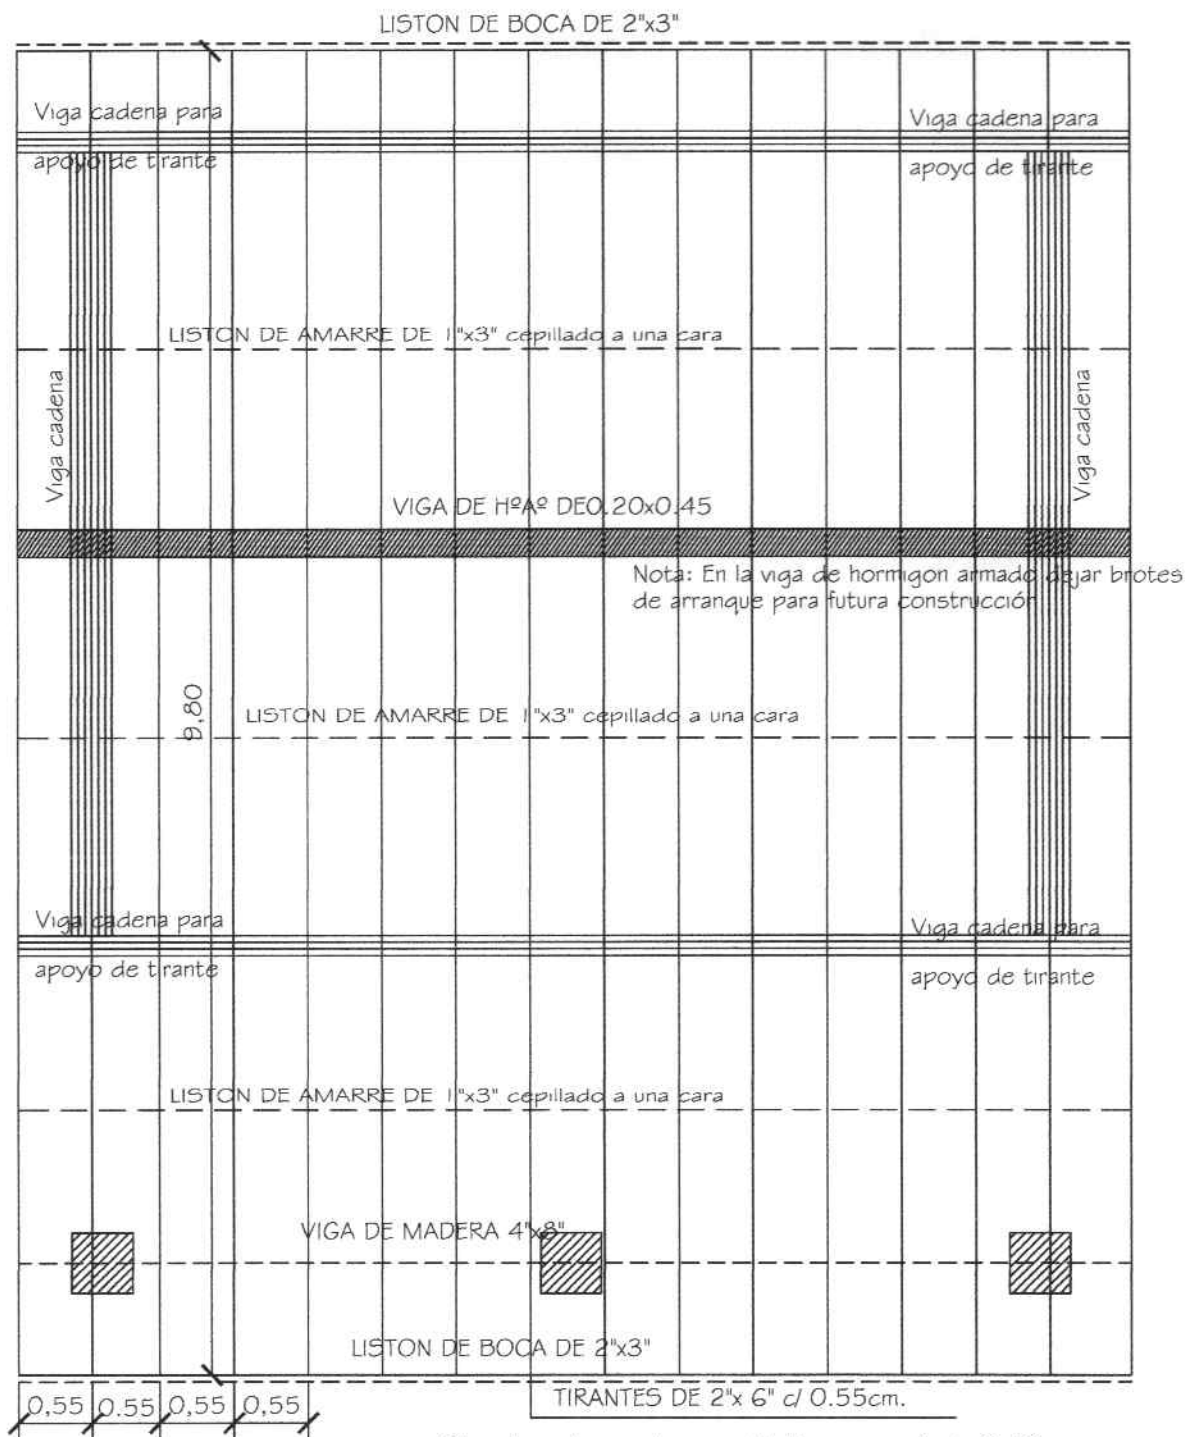 LISTON DE BOCA DE 2"x3"
Viga cadena para
apoyo de tirante
Viga cadena para
apoyo de tirante
LISTON DE AMARRE DE 1"x3" cepillado a una cara
Viga cadena
Viga cadena
VIGA DE HºAº DE0.20x0.45
Nota: En la viga de hormigon armado dejar brotes
de arranque para futura construcción
9,80
LISTON DE AMARRE DE 1"x3" cepillado a una cara
Viga cadena para
apoyo de tirante
Viga cadena para
apoyo de tirante
LISTON DE AMARRE DE 1"x3" cepillado a una cara
VIGA DE MADERA 4"x8"
LISTON DE BOCA DE 2"x3"
TIRANTES DE 2"x 6" c/ 0.55cm.
0,55 0.55 0,55 0,55